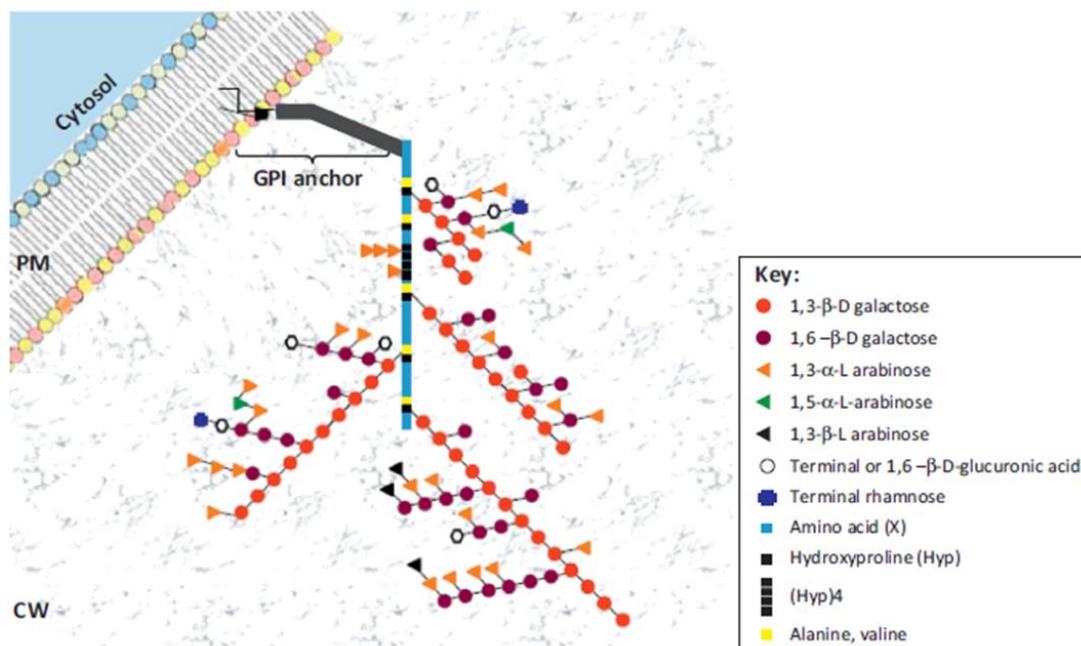 Cytosol
GPI anchor
PM
CW
Key:
1,3-β-D galactose
1,6 –β-D galactose
1,3-α-L arabinose
1,5-α-L-arabinose
1,3-β-L arabinose
Terminal or 1,6 –β-D-glucuronic acid
Terminal rhamnose
Amino acid (X)
Hydroxyproline (Hyp)
(Hyp)4
Alanine, valine